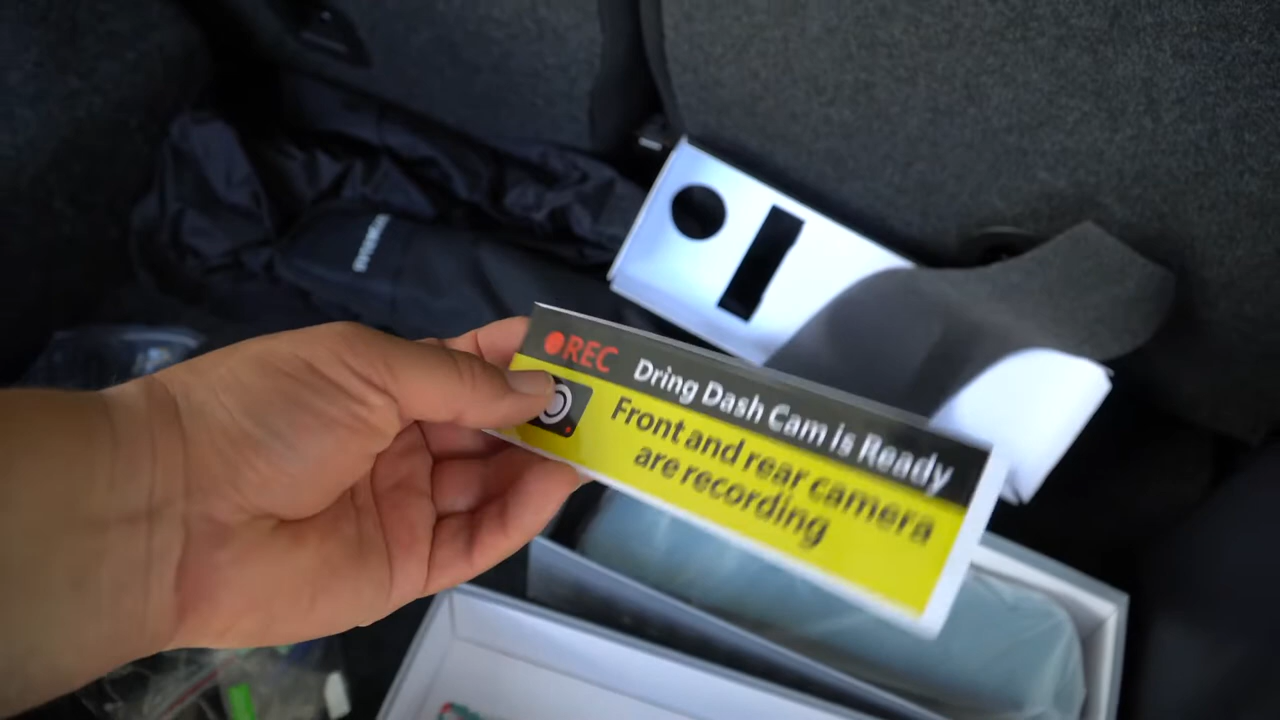 REC
Dring Dash Cam is Ready
Front and rear camera
are recording